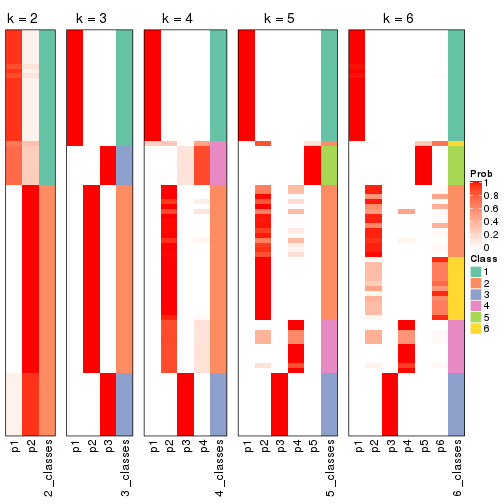 k = 2
k = 3
k = 4
k = 5
k = 6
p1
p2
2_classes
p1
p2
p3
3_classes
p1
p2
p3
p4
4_classes
p1
p2
p3
p4
p5
5_classes
p1
p2
p3
p4
p5
p6
6_classes
Prob
1
0.8
0.6
0.4
0.2
0
Class
1
2
3
4
5
6